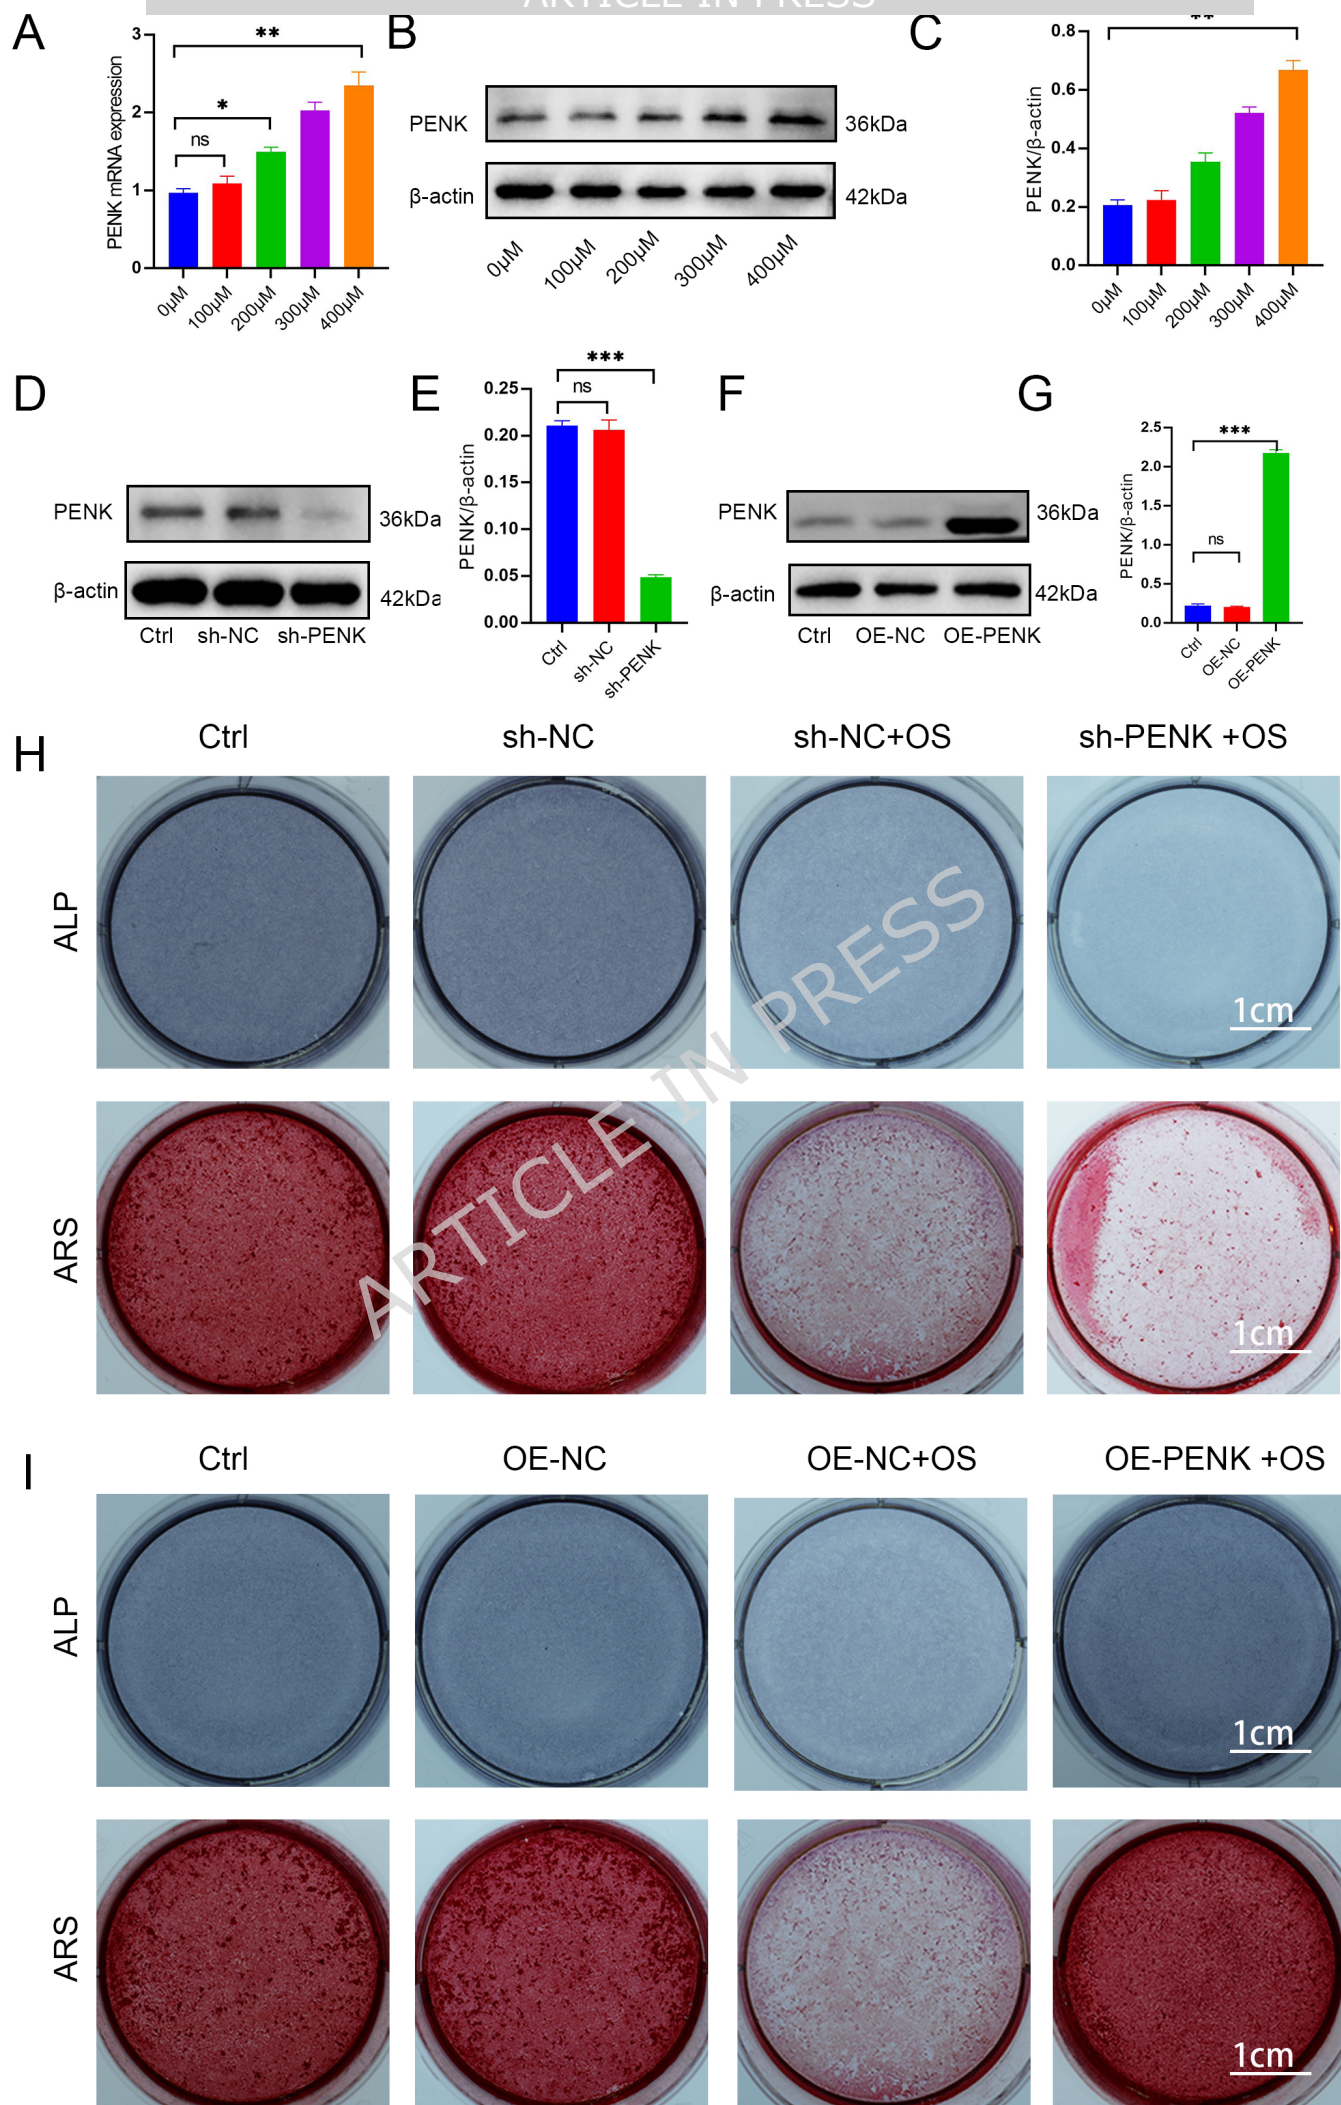 ARTICLE IN PRESS
A
3
2
1
0
PENK mRNA expression
**
*
ns
0μM
100μM
200μM
300μM
400μM
B
PENK
36kDa
β-actin
42kDa
0μM
100μM
200μM
300μM
400μM
C
0.8
0.6
0.4
0.2
0.0
PENK/β-actin
**
0μM
100μM
200μM
300μM
400μM
D
PENK
36kDa
β-actin
42kDa
Ctrl sh-NC sh-PENK
E
0.25
0.20
0.15
0.10
0.05
0.00
PENK/β-actin
***
ns
Ctrl
sh-NC
sh-PENK
F
PENK
36kDa
β-actin
42kDa
Ctrl OE-NC OE-PENK
G
2.5
2.0
1.5
1.0
0.5
0.0
PENK/β-actin
***
ns
Ctrl
OE-NC
OE-PENK
H
Ctrl sh-NC sh-NC+OS sh-PENK +OS
ALP
1cm
ARS
1cm
ARTICLE IN PRESS
I
Ctrl OE-NC OE-NC+OS OE-PENK +OS
ALP
1cm
ARS
1cm